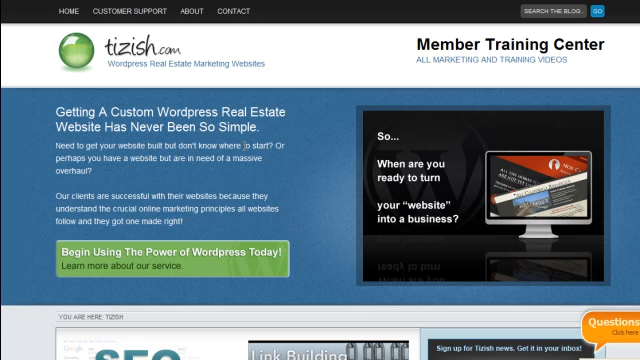 HOME CUSTOMER SUPPORT ABOUT CONTACT
SEARCH THE BLOG.. GO
tizish.com
Wordpress Real Estate Marketing Websites
Member Training Center
ALL MARKETING AND TRAINING VIDEOS
Getting A Custom Wordpress Real Estate
Website Has Never Been So Simple.
Need to get your website built but don't know where to start? Or
perhaps you have a website but are in need of a massive
overhaul?
Our clients are successful with their websites because they
understand the crucial online marketing principles all websites
follow and they got one made right!
Begin Using The Power of Wordpress Today!
Learn more about our service.
So...
When are you
ready to turn
your “website”
into a business?
YOU ARE HERE: TIZISH
Questions
Click here
SEO
Link Building
Sign up for Tizish news. Get it in your inbox!